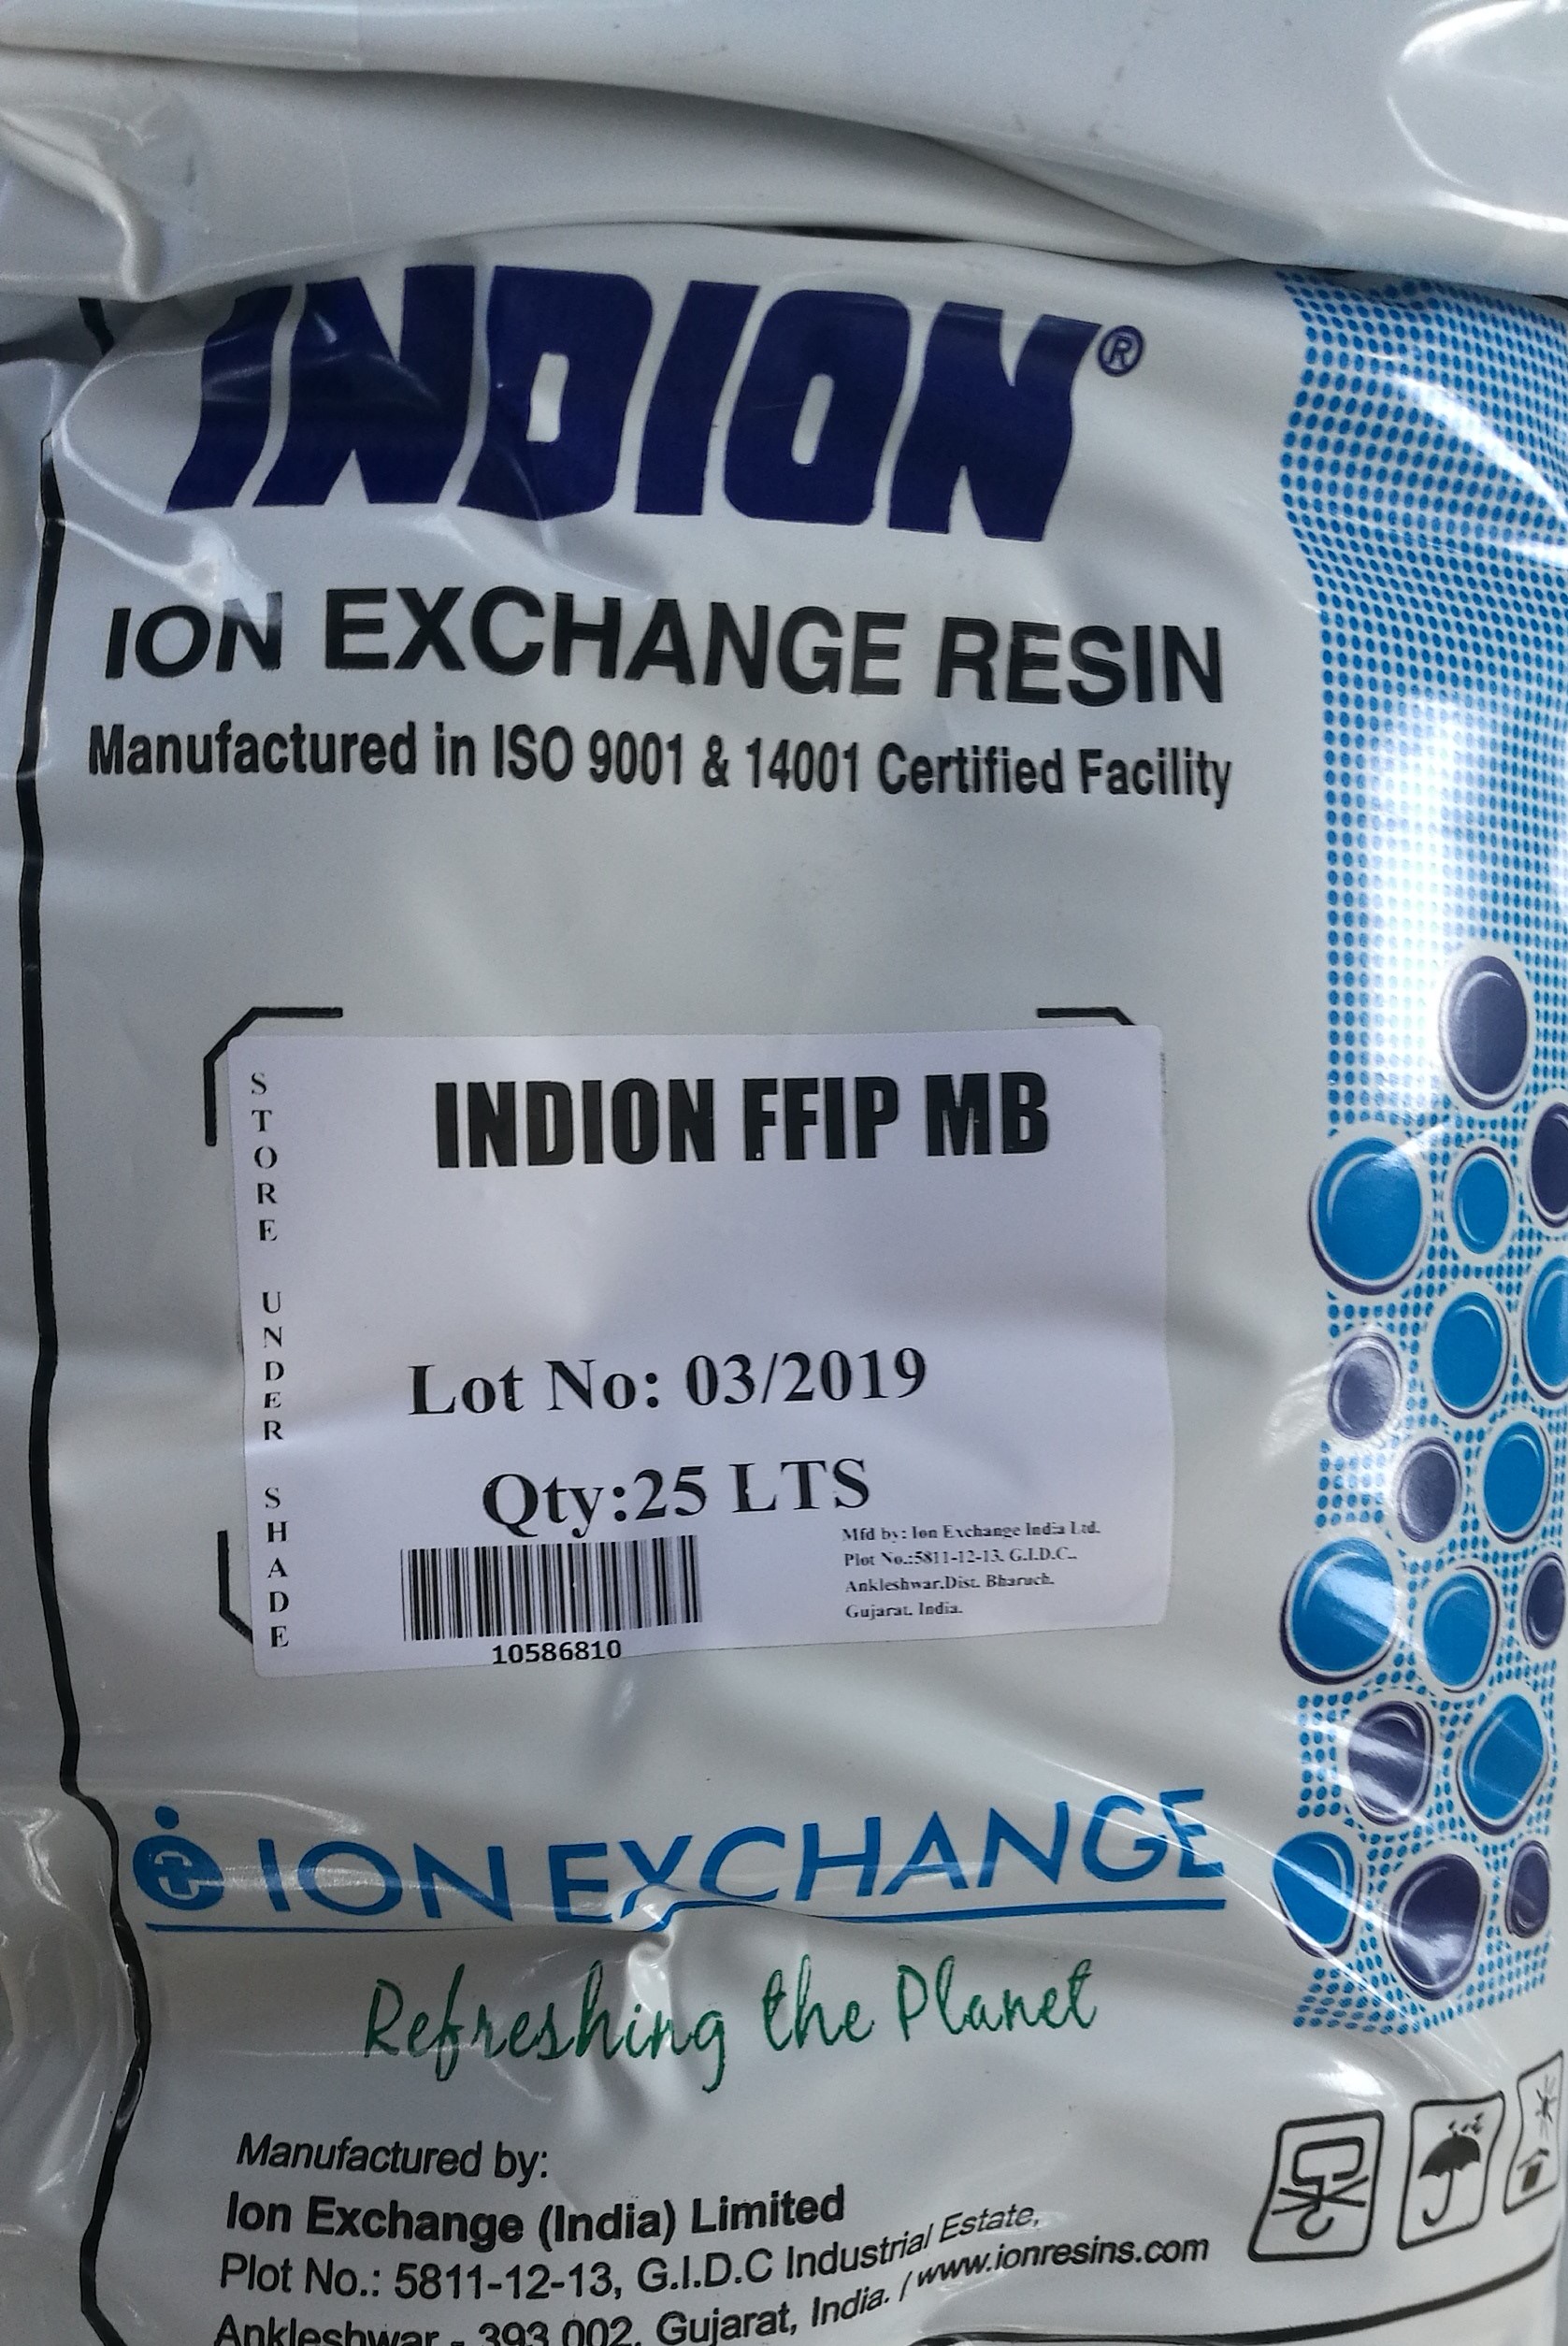 INDION®
ION EXCHANGE RESIN
Manufactured in ISO 9001 & 14001 Certified Facility
STORE UNDER SHADE
INDION FFIP MB
Lot No: 03/2019
Qty:25 LTS
Mfd by: Ion Exchange India Ltd.
Plot No.:5811-12-13. G.I.D.C..
Ankleshwar.Dist. Bharuch.
Gujarat. India.
10586810
ION EXCHANGE
Refreshing the Planet
Manufactured by:
Ion Exchange (India) Limited
Plot No.: 5811-12-13, G.I.D.C Industrial Estate,
Ankleshwar - 393 002, Gujarat, India. / www.ionresins.com